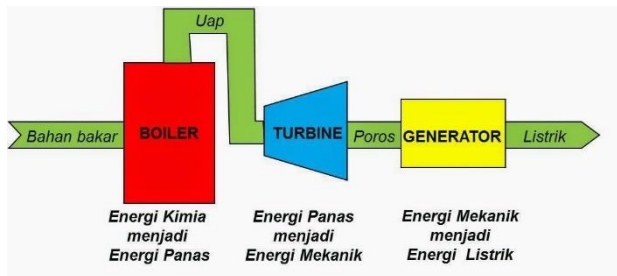 Uap
Bahan bakar
BOILER
TURBINE
Poros
GENERATOR
Listrik
Energi Kimia
menjadi
Energi Panas
Energi Panas
menjadi
Energi Mekanik
Energi Mekanik
menjadi
Energi Listrik